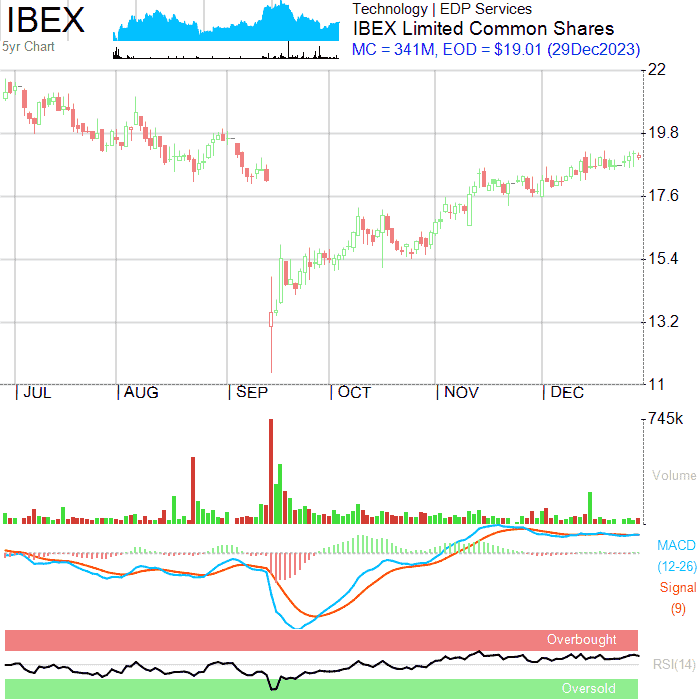 IBEX
5yr Chart
Technology | EDP Services
IBEX Limited Common Shares
MC = 341M, EOD = $19.01 (29Dec2023)
22
19.8
17.6
15.4
13.2
11
JUL AUG SEP OCT NOV DEC
745k
Volume
MACD
(12-26)
Signal
(9)
Overbought
RSI(14)
Oversold